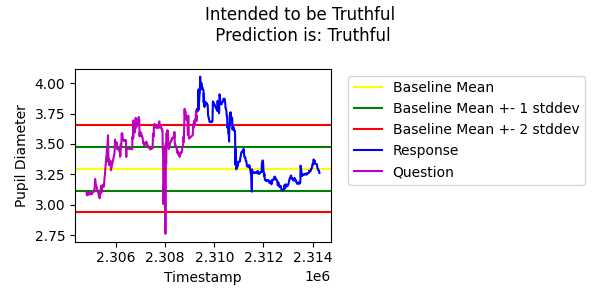 Intended to be Truthful
Prediction is: Truthful
4.00
3.75
3.50
3.25
3.00
2.75
Pupil Diameter
2.306 2.308 2.310 2.312 2.314
1e6
Timestamp
Baseline Mean
Baseline Mean +- 1 stddev
Baseline Mean +- 2 stddev
Response
Question